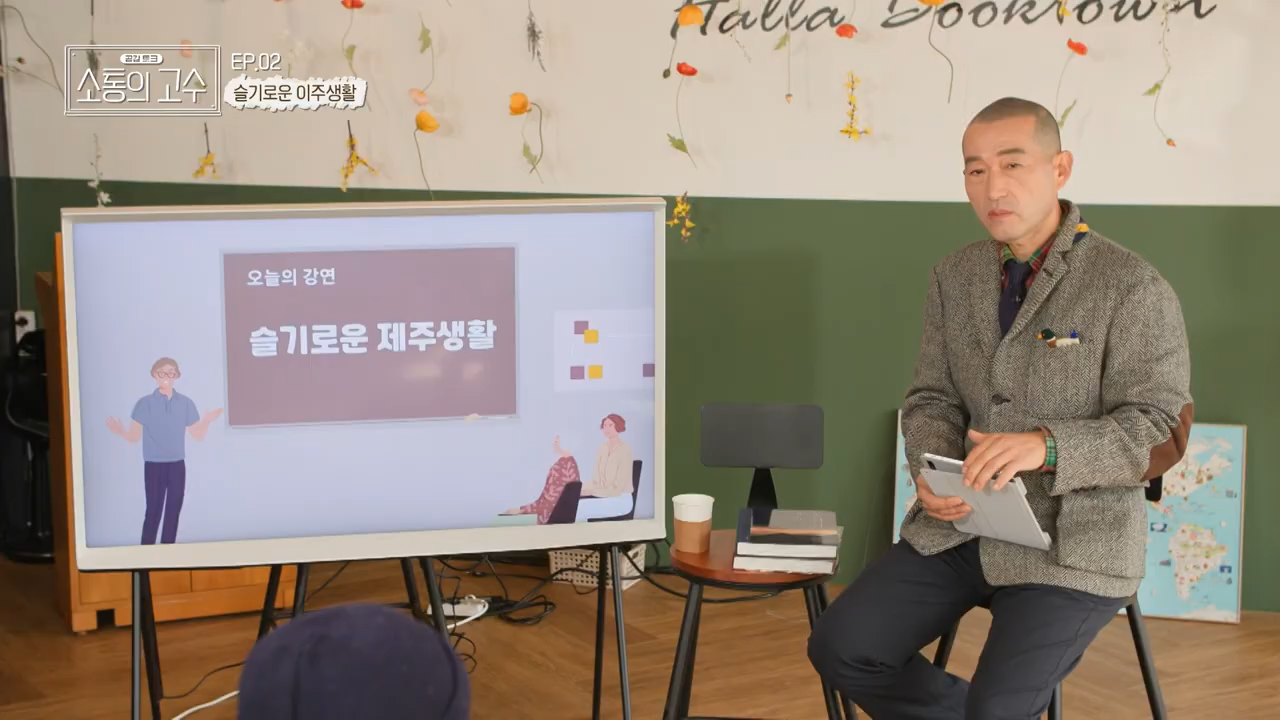 Halla Booktown
공감 토크
소통의 고수
EP.02
슬기로운 이주생활
오늘의 강연
슬기로운 제주생활